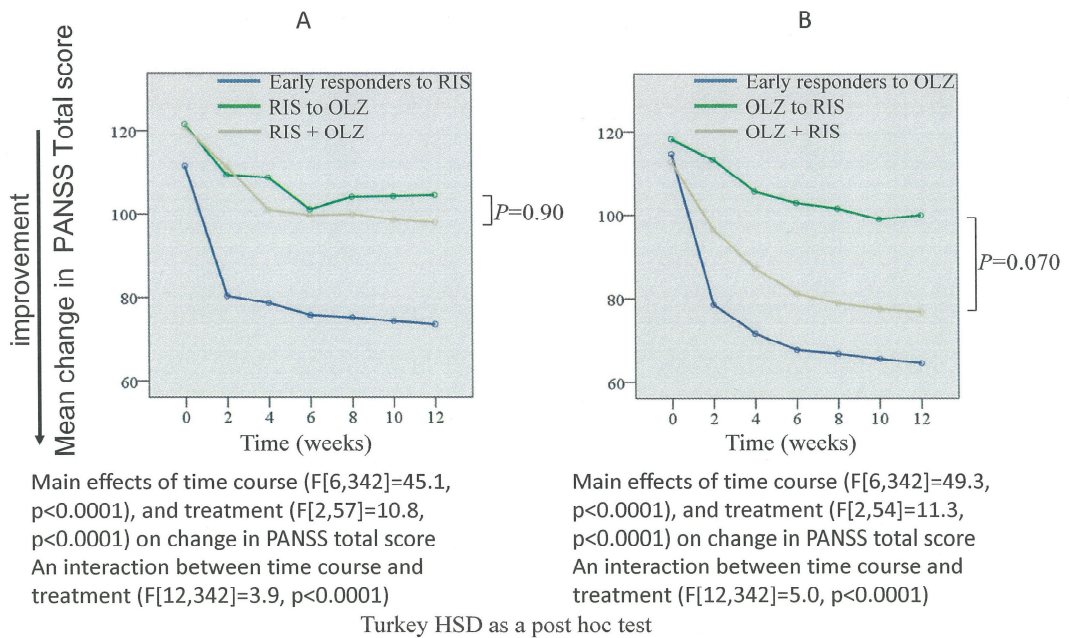 A
B
improvement
Mean change in PANSS Total score
Early responders to RIS
RIS to OLZ
RIS + OLZ
120
100
80
60
0 2 4 6 8 10 12
Time (weeks)
P=0.90
Early responders to OLZ
OLZ to RIS
OLZ + RIS
120
100
80
60
0 2 4 6 8 10 12
Time (weeks)
P=0.070
Main effects of time course (F[6,342]=45.1,
p<0.0001), and treatment (F[2,57]=10.8,
p<0.0001) on change in PANSS total score
An interaction between time course and
treatment (F[12,342]=3.9, p<0.0001)
Main effects of time course (F[6,342]=49.3,
p<0.0001), and treatment (F[2,54]=11.3,
p<0.0001) on change in PANSS total score
An interaction between time course and
treatment (F[12,342]=5.0, p<0.0001)
Turkey HSD as a post hoc test